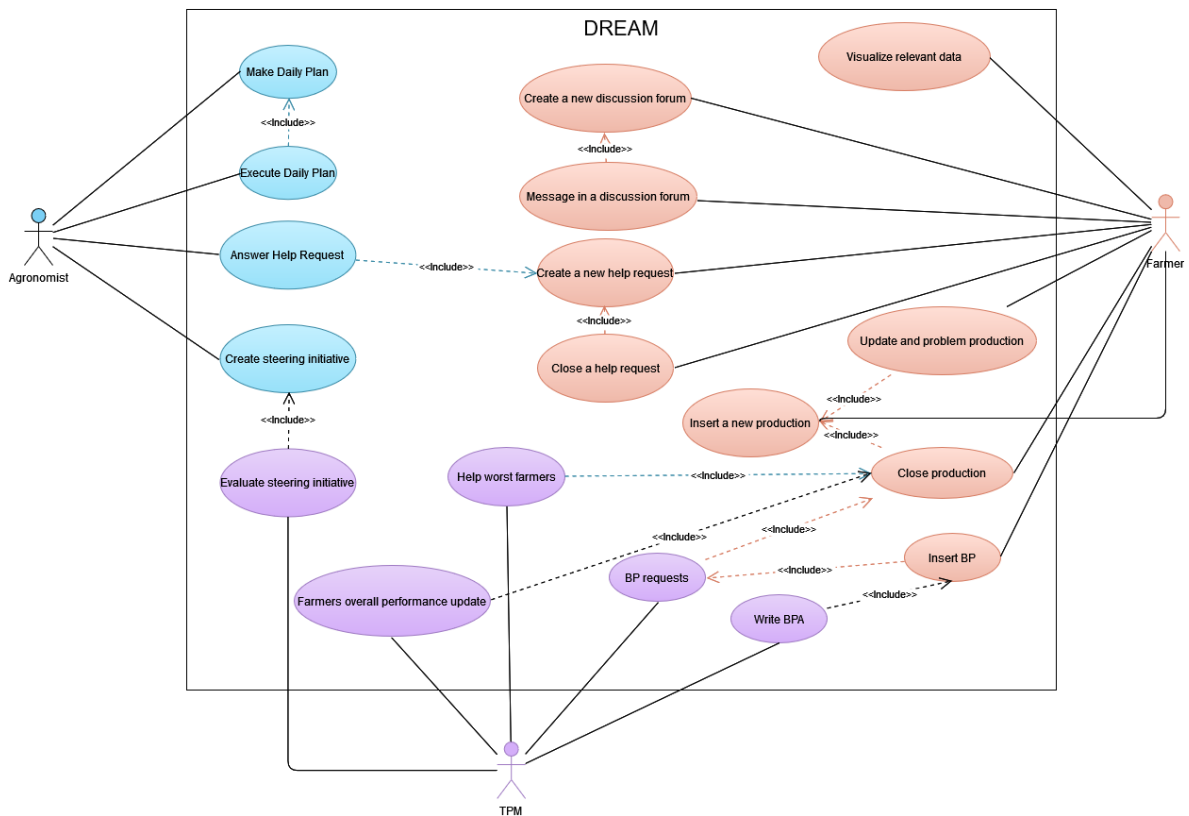 DREAM
Make Daily Plan
Visualize relevant data
Create a new discussion forum
<<Include>>
<<Include>>
Execute Daily Plan
Message in a discussion forum
Answer Help Request
<<Include>>
Create a new help request
Agronomist
Farmer
<<Include>>
Update and problem production
Create steering initiative
Close a help request
<<Include>>
<<Include>>
Insert a new production
<<Include>>
Evaluate steering initiative
Help worst farmers
<<Include>>
Close production
<<Include>>
<<Include>>
Insert BP
<<Include>>
BP requests
Farmers overall performance update
<<Include>>
Write BPA
TPM